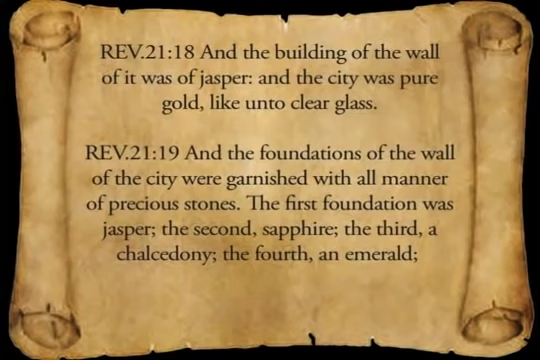 REV.21:18 And the building of the wall
of it was of jasper: and the city was pure
gold, like unto clear glass.
REV.21:19 And the foundations of the wall
of the city were garnished with all manner
of precious stones. The first foundation was
jasper; the second, sapphire; the third, a
chalcedony; the fourth, an emerald;